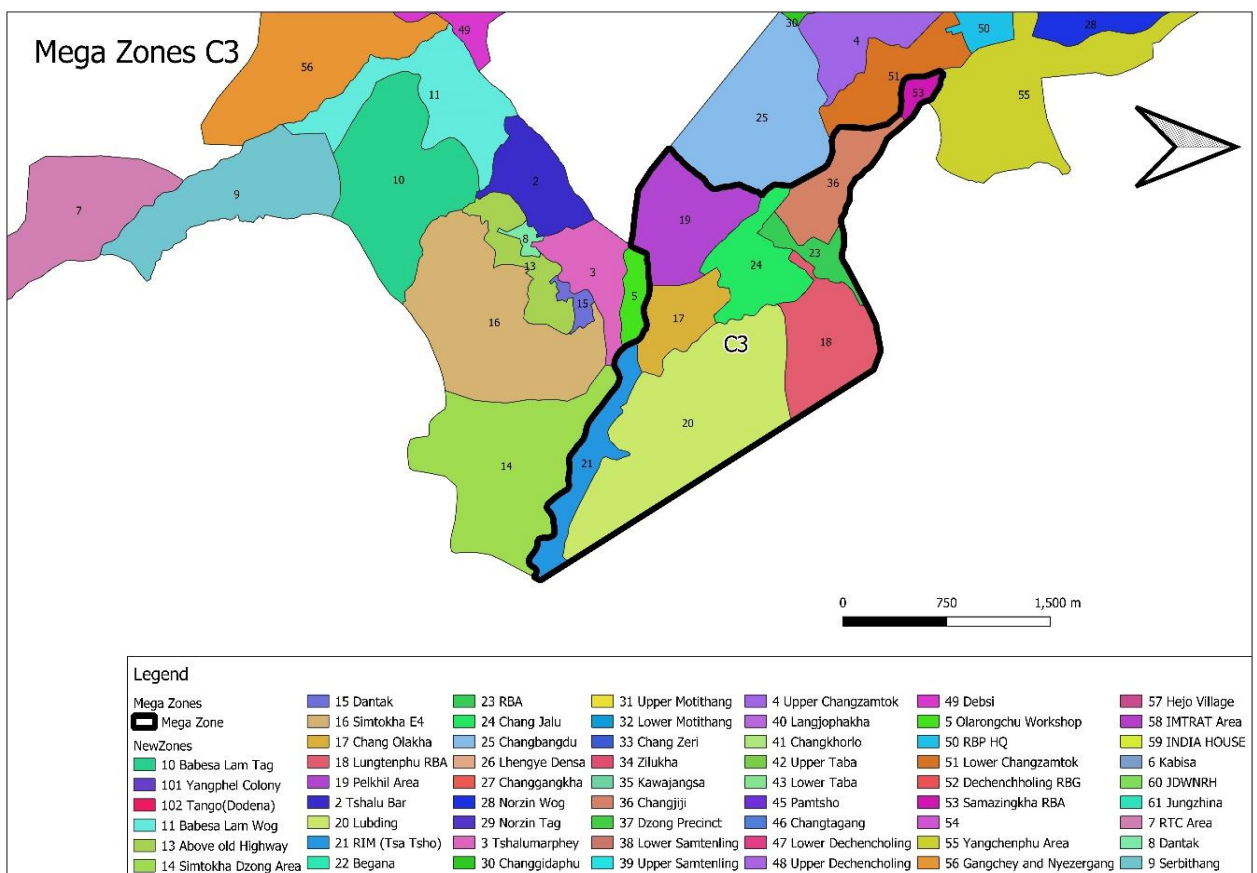 Mega Zones C3
49
30
4
50
28
56
51
11
53
55
25
10
2
36
9
7
19
8
23
13
3
24
5
15
16
17
C3
18
20
14
21
0 750 1,500 m
Legend
Mega Zones
Mega Zone
NewZones
10 Babesa Lam Tag
101 Yangphel Colony
102 Tango(Dodena)
11 Babesa Lam Wog
13 Above old Highway
14 Simtokha Dzong Area
15 Dantak
16 Simtokha E4
17 Chang Olakha
18 Lungtenphu RBA
19 Pelkhil Area
2 Tshalu Bar
20 Lubding
21 RIM (Tsa Tsho)
22 Begana
23 RBA
24 Chang Jalu
25 Changbangdu
26 Lhengye Densa
27 Changgangkha
28 Norzin Wog
29 Norzin Tag
3 Tshalumarphey
30 Changgidaphu
31 Upper Motithang
32 Lower Motithang
33 Chang Zeri
34 Zilukha
35 Kawajangsa
36 Changjiji
37 Dzong Precinct
38 Lower Samtenling
39 Upper Samtenling
4 Upper Changzamtok
40 Langjophakha
41 Changkhorlo
42 Upper Taba
43 Lower Taba
45 Pamtsho
46 Changtagang
47 Lower Dechencholing
48 Upper Dechencholing
49 Debsi
5 Olarongchu Workshop
50 RBP HQ
51 Lower Changzamtok
52 Dechenchholing RBG
53 Samazingkha RBA
54
55 Yangchenphu Area
56 Gangchey and Nyezergang
57 Hejo Village
58 IMTRAT Area
59 INDIA HOUSE
6 Kabisa
60 JDWNRH
61 Jungzhina
7 RTC Area
8 Dantak
9 Serbithang